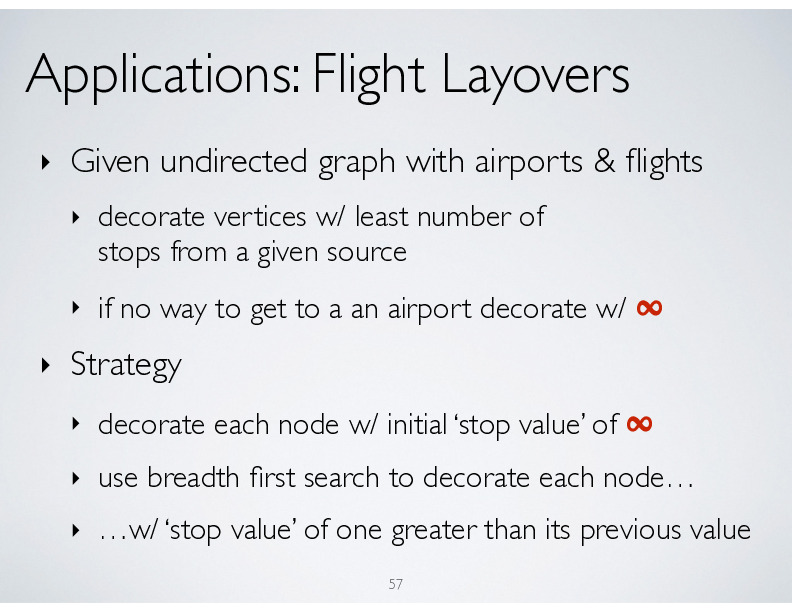 Applications: Flight Layovers
‣ Given undirected graph with airports & flights
‣ decorate vertices w/ least number of
stops from a given source
‣ if no way to get to a an airport decorate w/ ∞
‣ Strategy
‣ decorate each node w/ initial ‘stop value’ of ∞
‣ use breadth first search to decorate each node…
‣ …w/ ‘stop value’ of one greater than its previous value
57